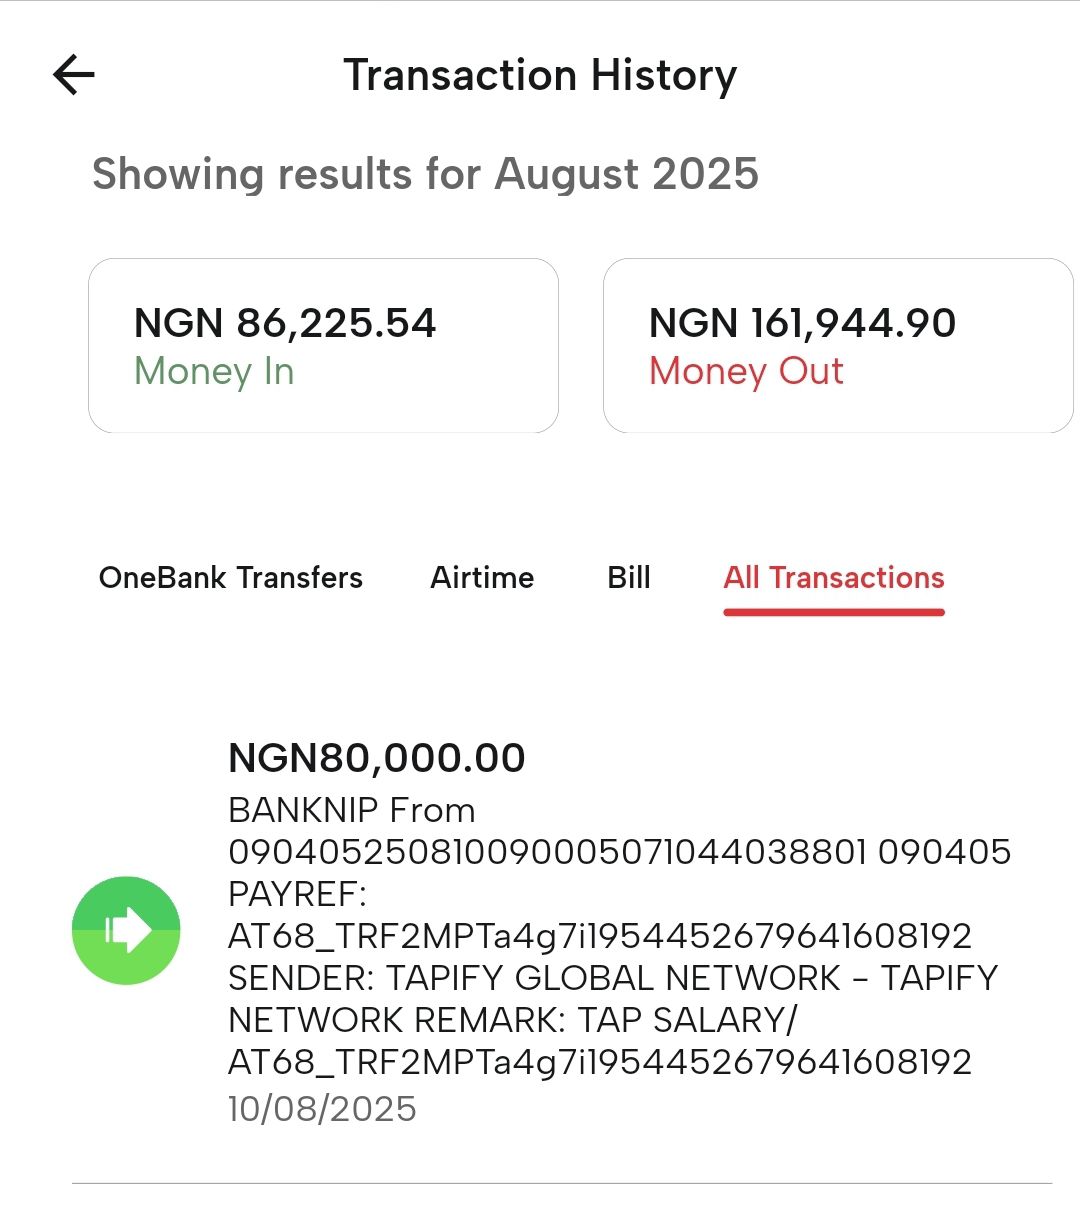 Transaction History
Showing results for August 2025
NGN 86,225.54
Money In
NGN 161,944.90
Money Out
OneBank Transfers
Airtime
Bill
All Transactions
NGN80,000.00
BANKNIP From
090405250810090005071044038801 090405
PAYREF:
AT68_TRF2MPTa4g7i1954452679641608192
SENDER: TAPIFY GLOBAL NETWORK - TAPIFY
NETWORK REMARK: TAP SALARY/
AT68_TRF2MPTa4g7i1954452679641608192
10/08/2025